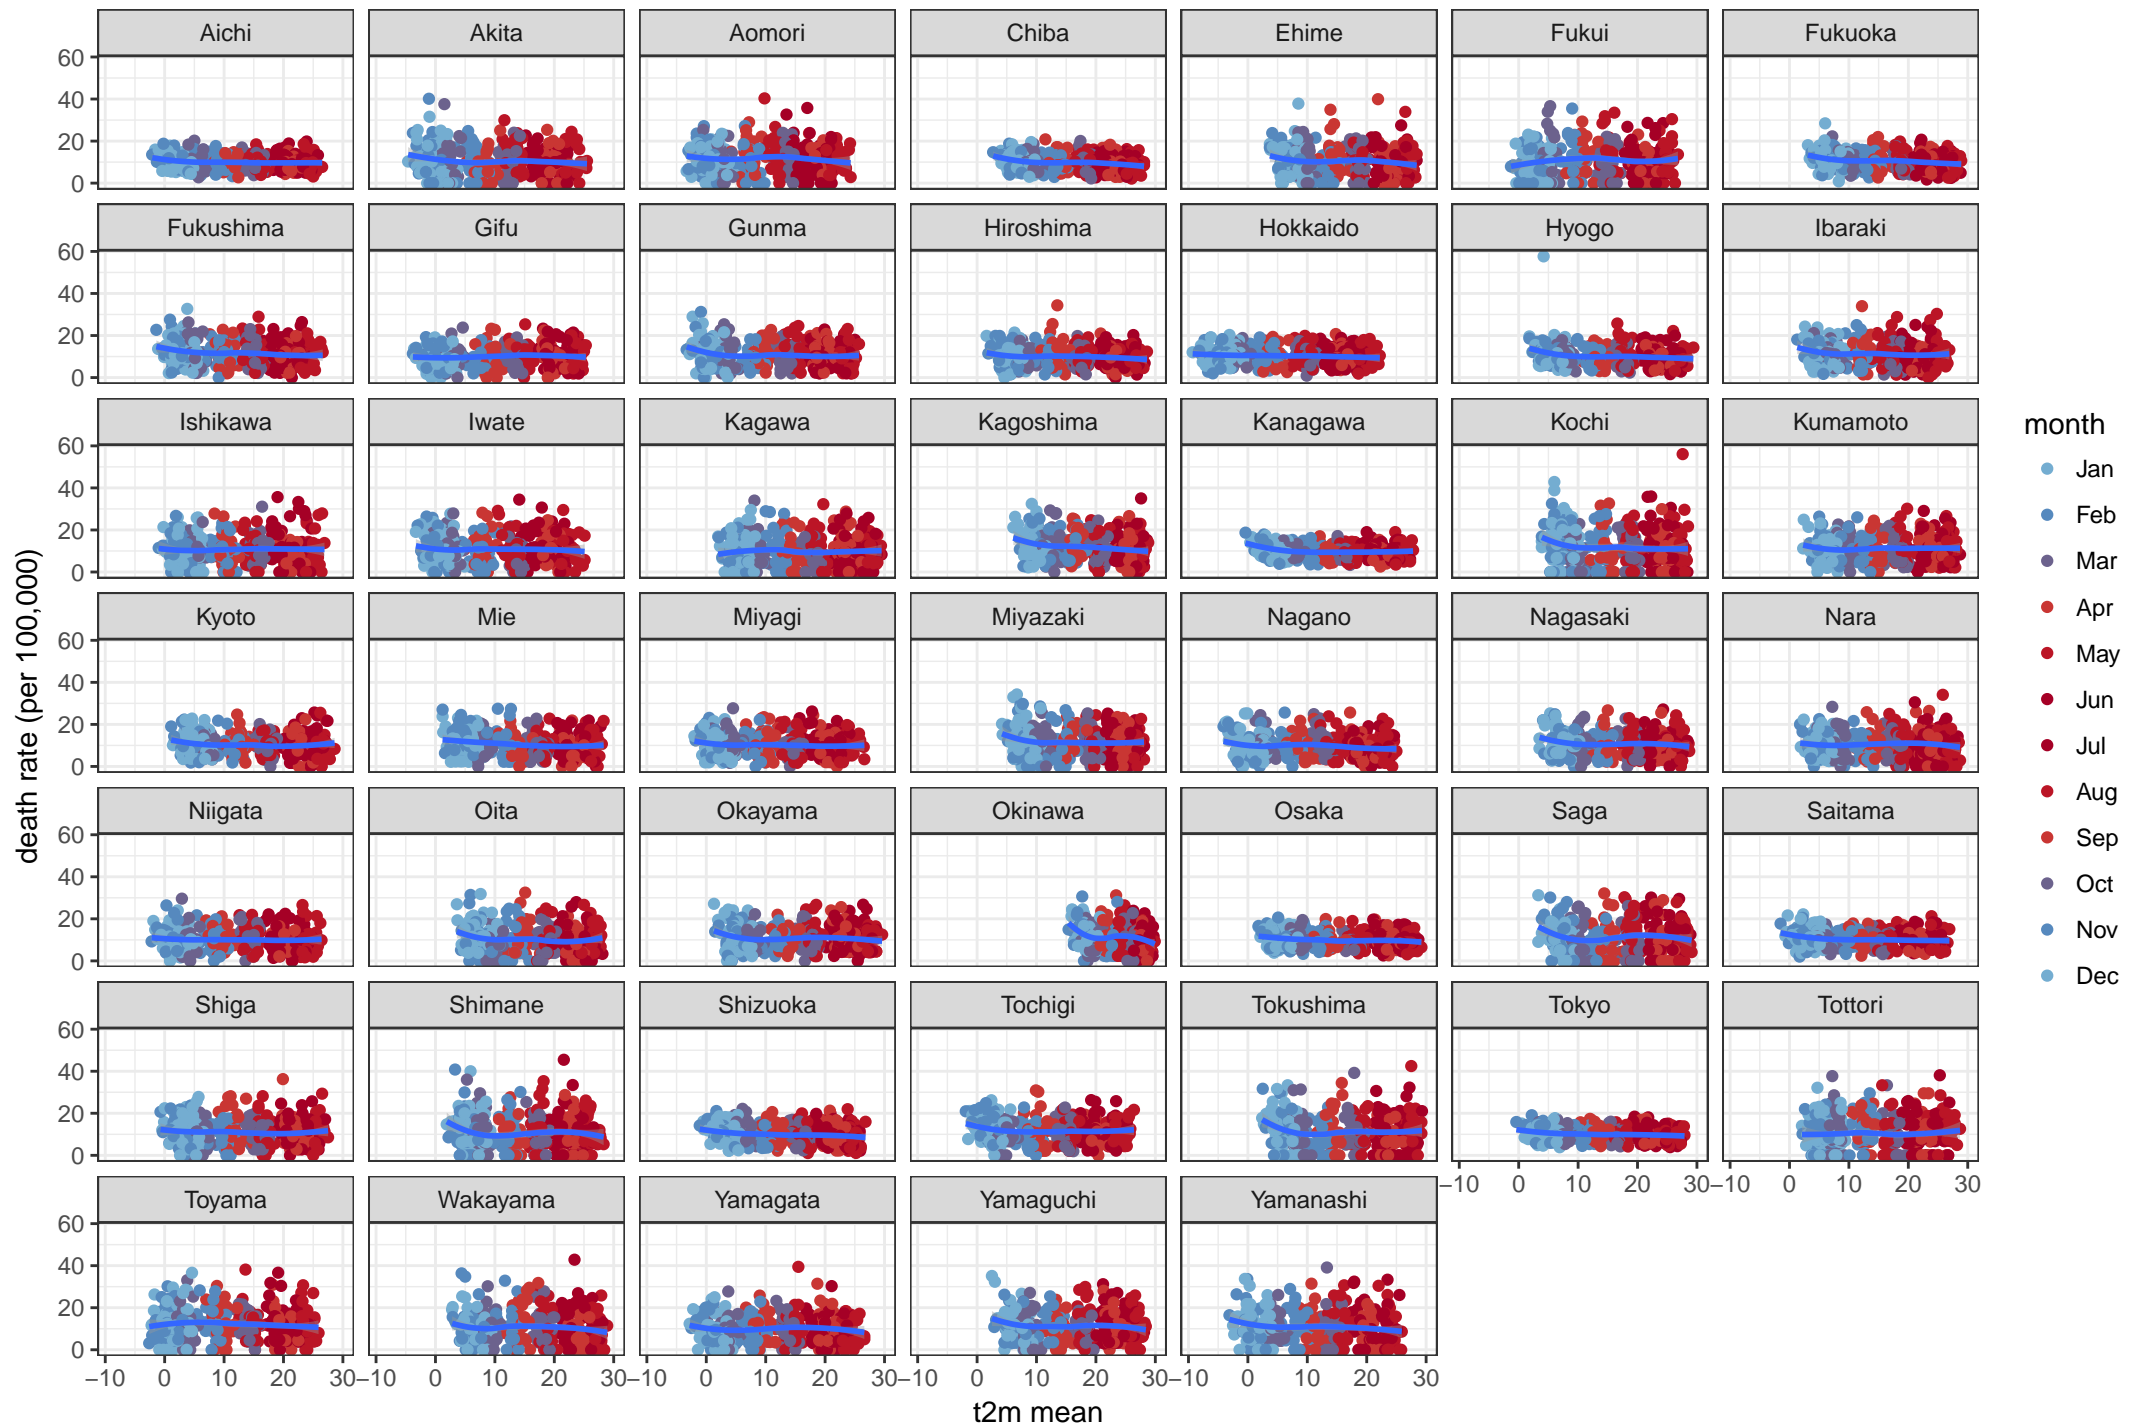 Aichi Akita Aomori Chiba Ehime Fukui Fukuoka
60
40
20
0
Fukushima Gifu Gunma Hiroshima Hokkaido Hyogo Ibaraki
60
40
20
0
Ishikawa Iwate Kagawa Kagoshima Kanagawa Kochi Kumamoto
60
40
20
0
Kyoto Mie Miyagi Miyazaki Nagano Nagasaki Nara
60
40
20
0
Niigata Oita Okayama Okinawa Osaka Saga Saitama
60
40
20
0
Shiga Shimane Shizuoka Tochigi Tokushima Tokyo Tottori
60
40
20
0
−10 0 10 20 30 −10 0 10 20 30
Toyama Wakayama Yamagata Yamaguchi Yamanashi
60
40
20
0
−10 0 10 20 30 −10 0 10 20 30 −10 0 10 20 30 −10 0 10 20 30 −10 0 10 20 30
t2m mean
death rate (per 100,000)
month
Jan
Feb
Mar
Apr
May
Jun
Jul
Aug
Sep
Oct
Nov
Dec